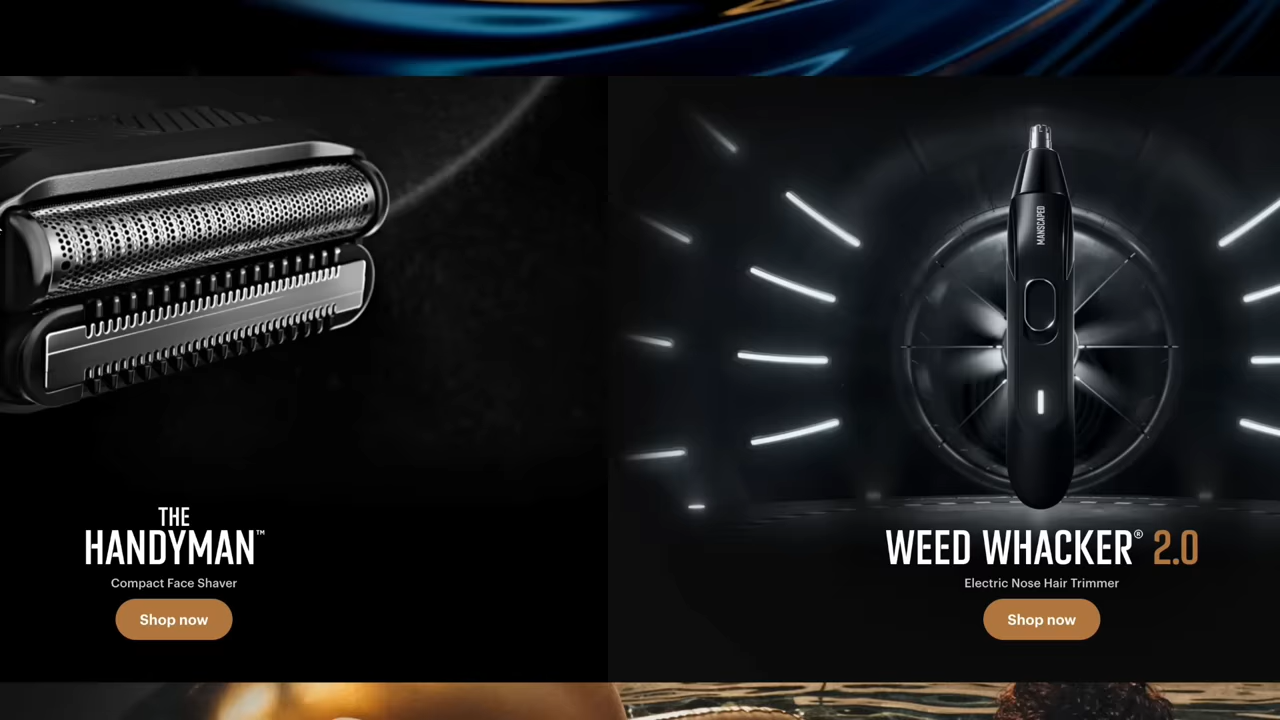 THE
HANDYMAN™
Compact Face Shaver
Shop now
MANSCAPED
WEED WHACKER® 2.0
Electric Nose Hair Trimmer
Shop now